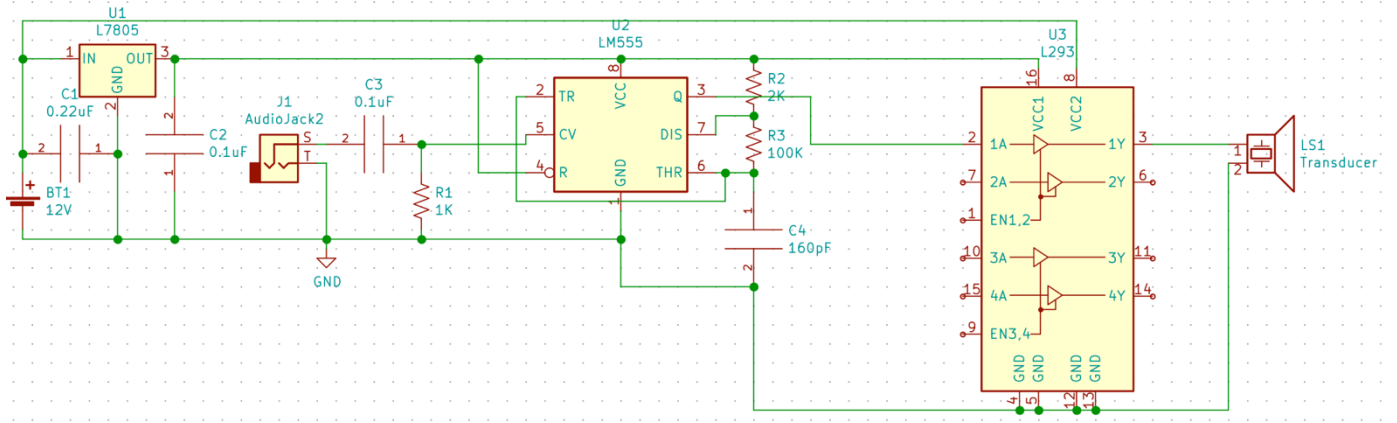 U1
L7805
1
IN
OUT
3
GND
2
C1
0.22uF
2
1
BT1
12V
+
2
C2
0.1uF
1
J1
AudioJack2
S
T
C3
0.1uF
2
1
R1
1K
GND
U2
LM555
8
VCC
2
TR
Q
3
5
CV
DIS
7
4
R
THR
6
GND
1
R2
2K
R3
100K
1
C4
160pF
2
U3
L293
16
8
VCC1
VCC2
2
1A
1Y
3
7
2A
2Y
6
1
EN1,2
10
3A
3Y
11
15
4A
4Y
14
9
EN3,4
GND
GND
GND
GND
4
5
12
13
1
2
LS1
Transducer